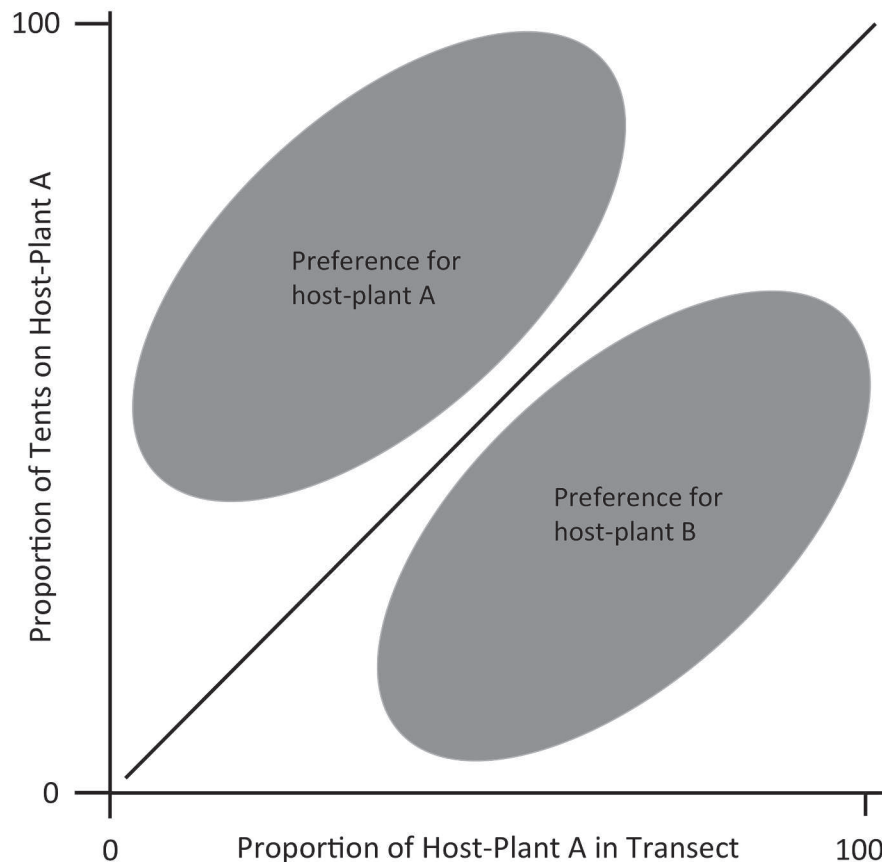 100
Proportion of Tents on Host-Plant A
Preference for
host-plant A
Preference for
host-plant B
0
0
Proportion of Host-Plant A in Transect
100